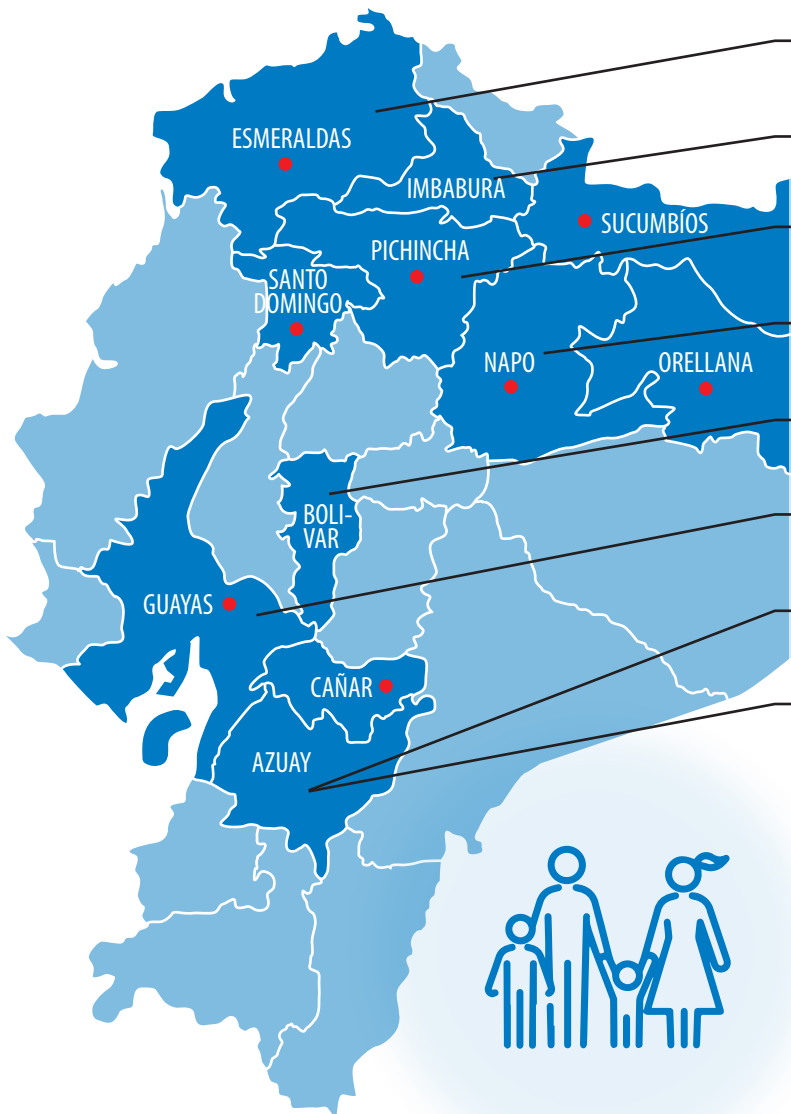 ESMERALDAS
IMBABURA
SUCUMBÍOS
PICHINCHA
SANTO
DOMINGO
NAPO
ORELLANA
BOLI-
VAR
GUAYAS
CAÑAR
AZUAY